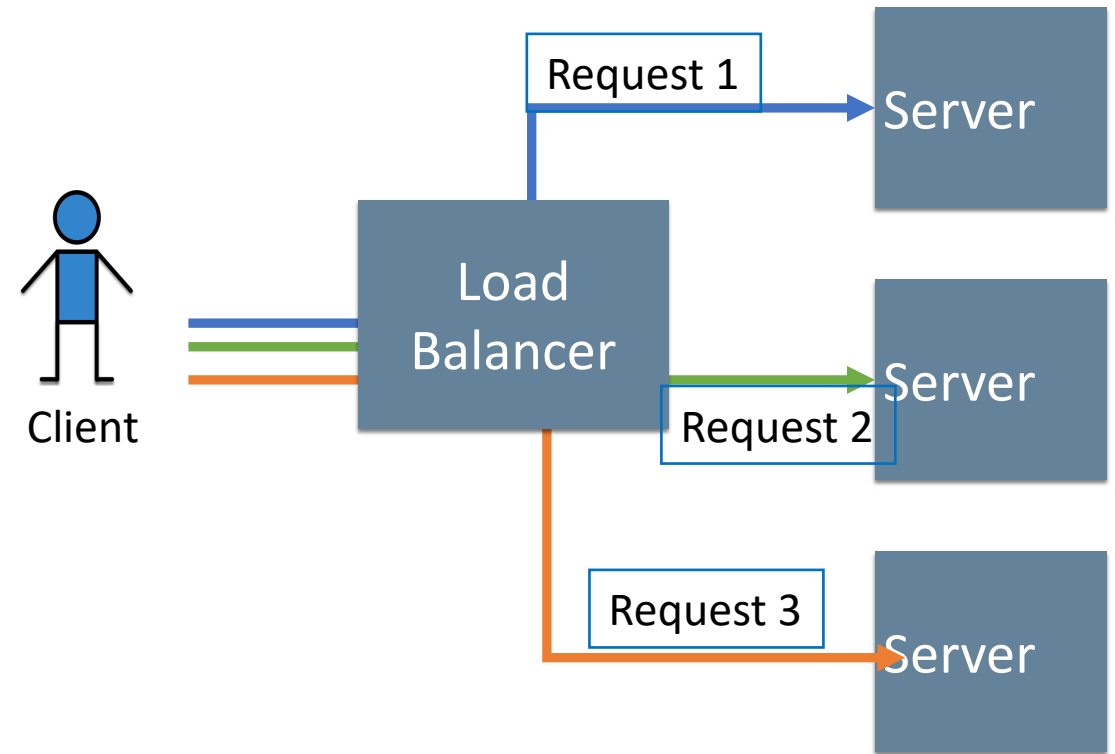 Request 1
Server
Load
Balancer
Client
Server
Request 2
Request 3
Server